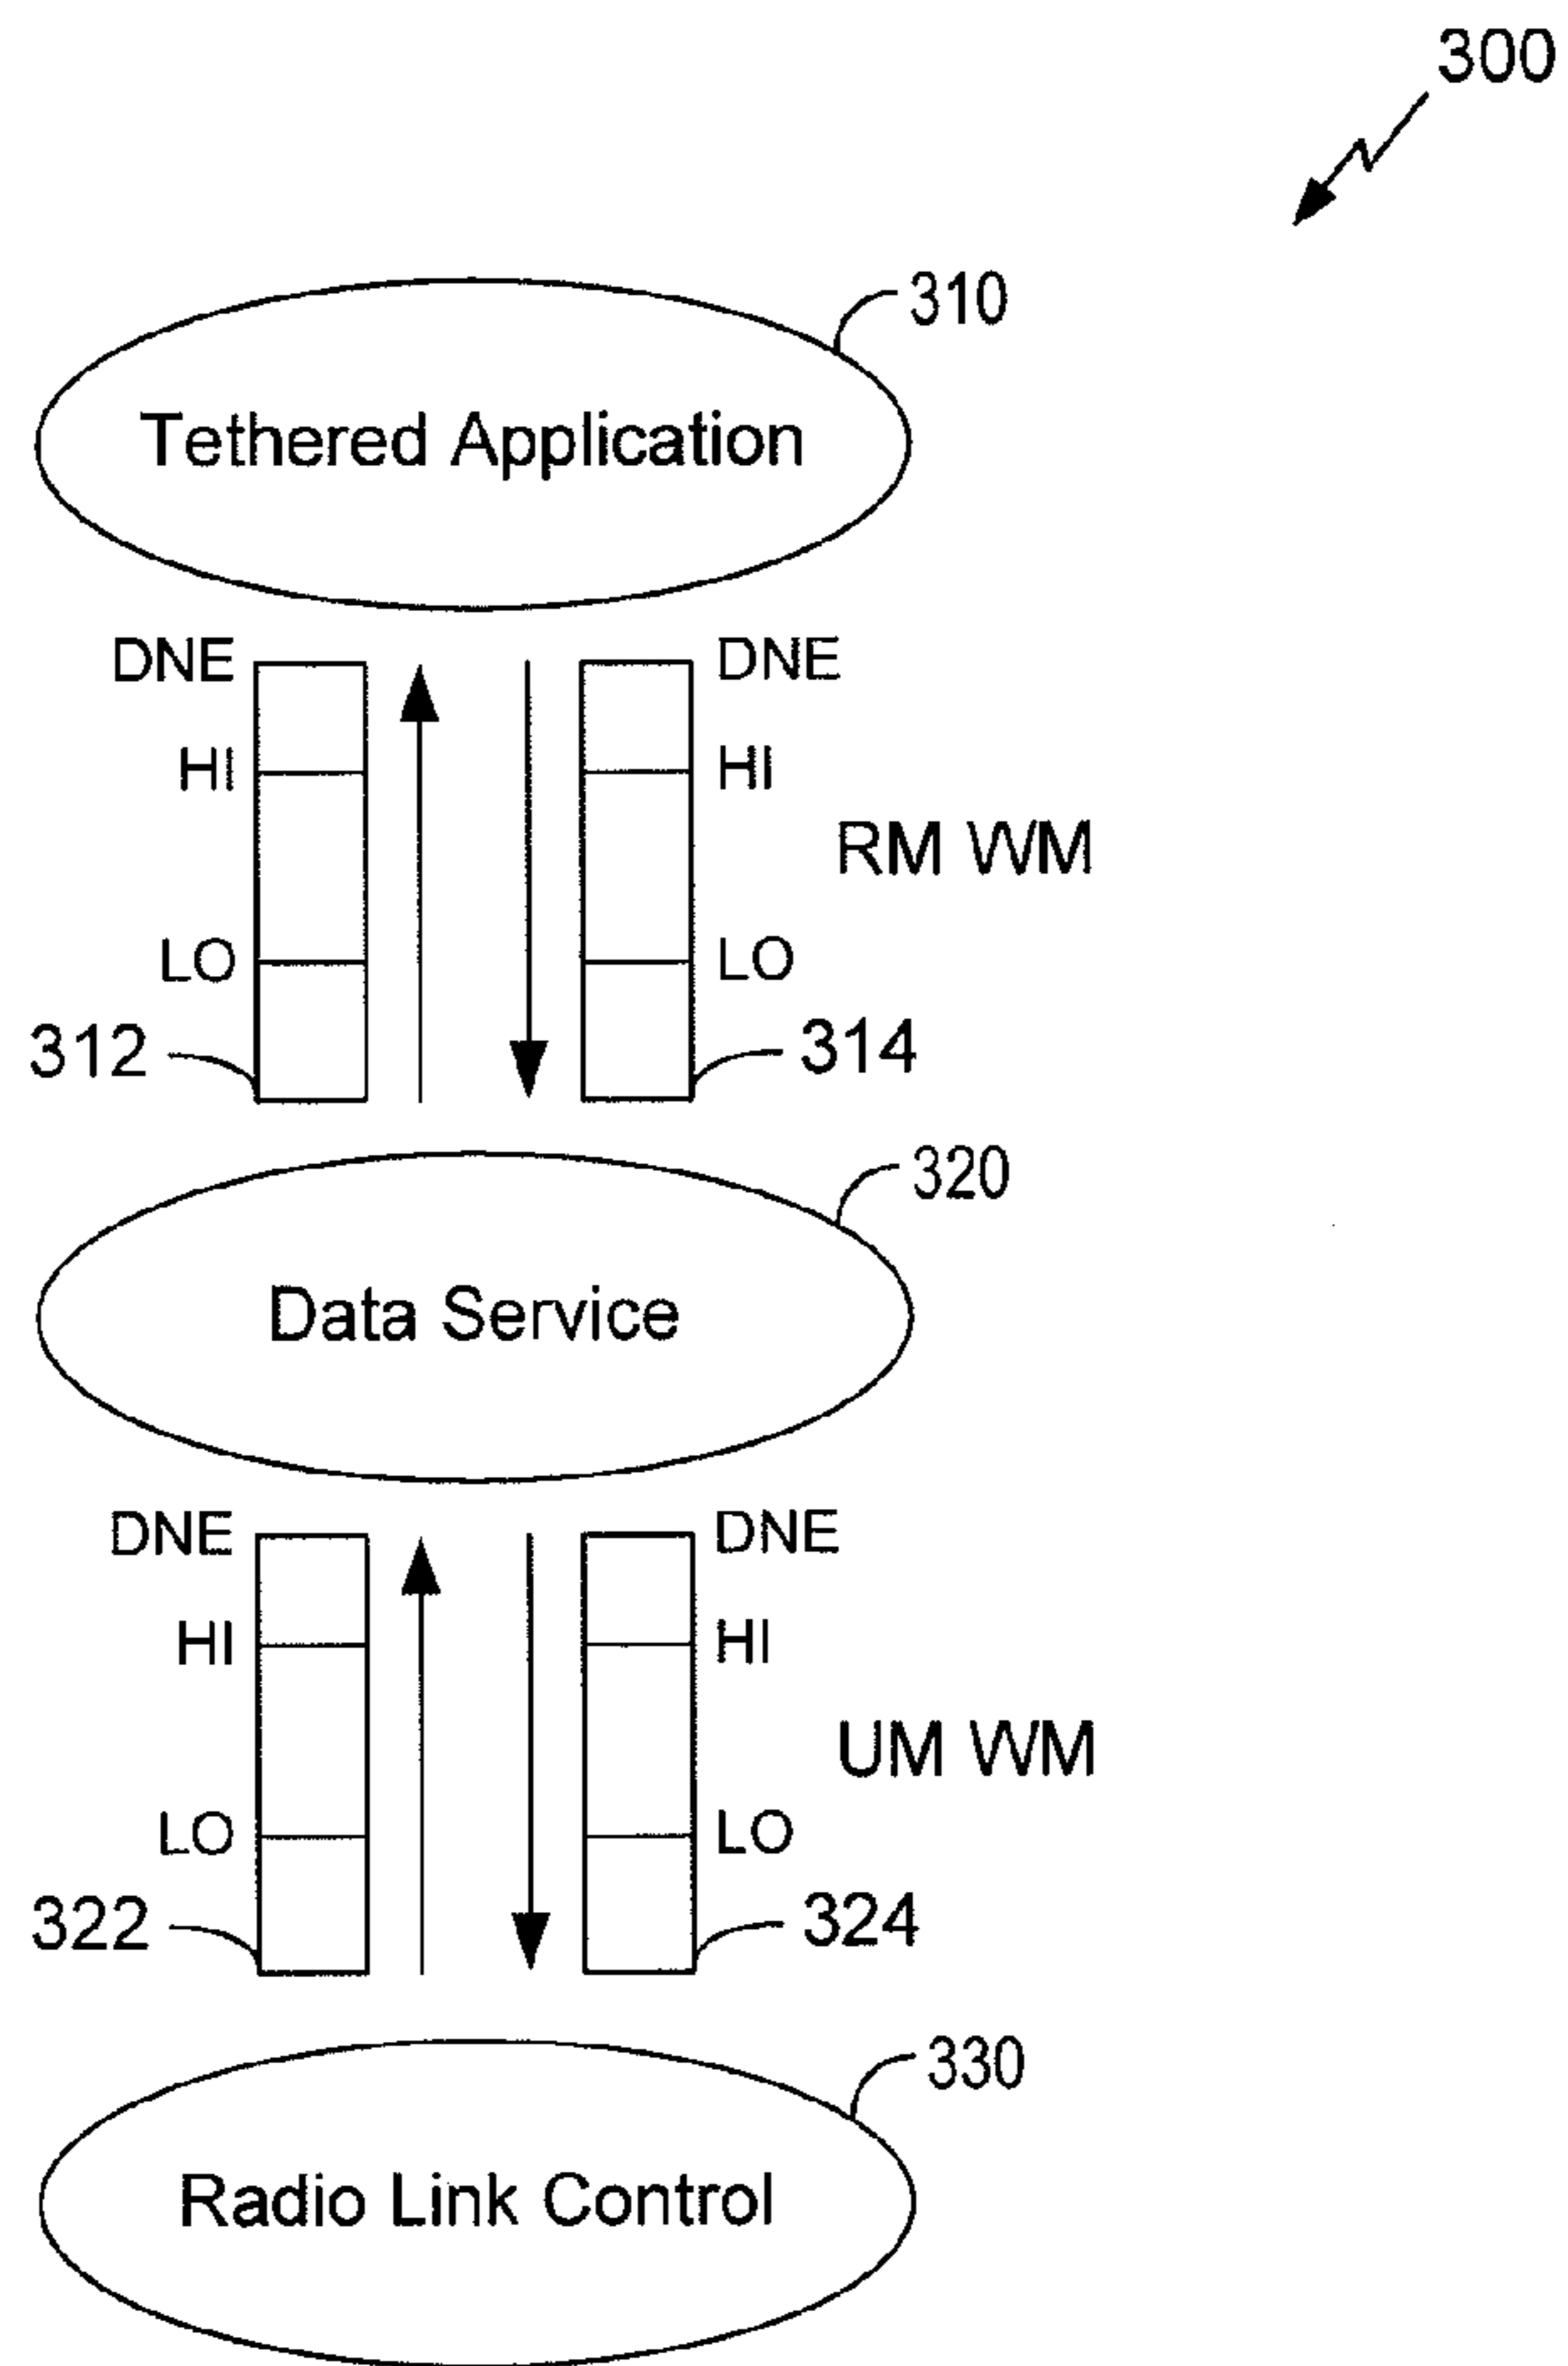 300
310
Tethered Application
DNE DNE
HI HI
RM WM
LO LO
312 314
320
Data Service
DNE DNE
HI HI
UM WM
LO LO
322 324
330
Radio Link Control